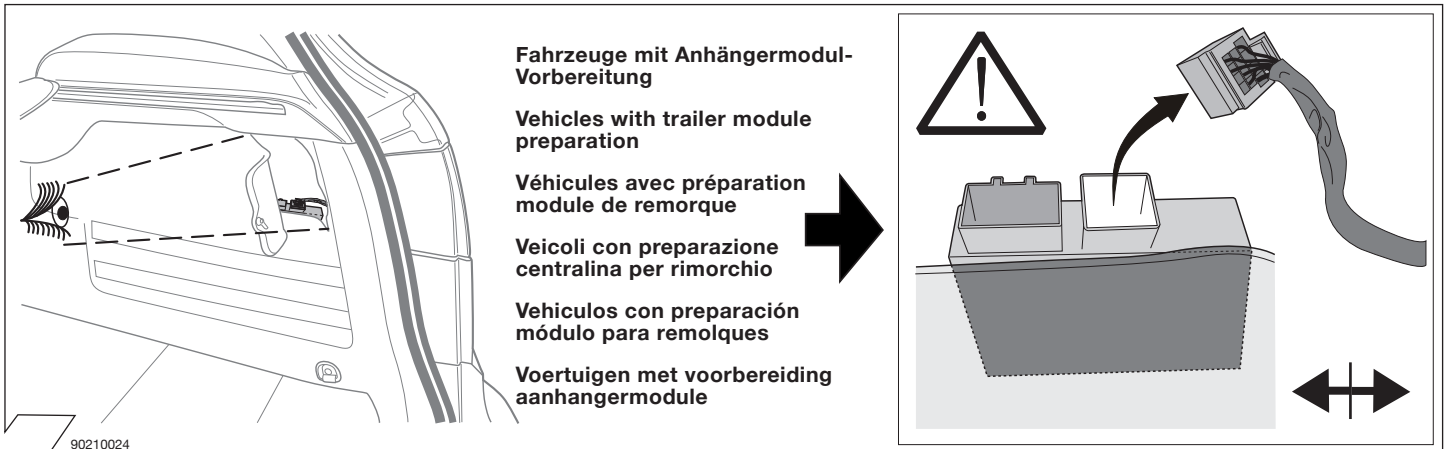 Fahrzeuge mit Anhängermodul-
Vorbereitung
Vehicles with trailer module
preparation
Véhicules avec préparation
module de remorque
Veicoli con preparazione
centralina per rimorchio
Vehiculos con preparación
módulo para remolques
Voertuigen met voorbereiding
aanhangermodule
90210024